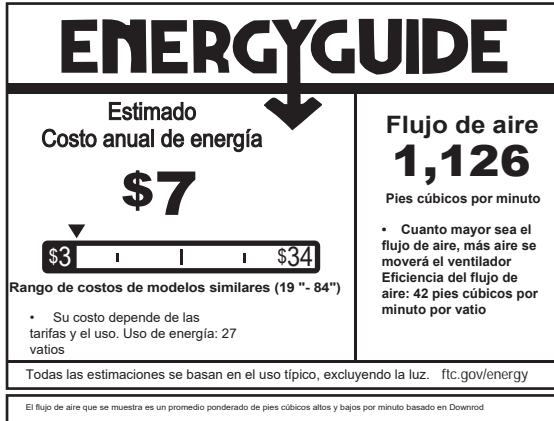 ENERGYGUIDE
Estimado
Costo anual de energía
$7
$3 $34
Rango de costos de modelos similares (19 "- 84")
• Su costo depende de las
tarifas y el uso. Uso de energía: 27
vatios
Flujo de aire
1,126
Pies cúbicos por minuto
• Cuanto mayor sea el
flujo de aire, más aire se
moverá el ventilador
Eficiencia del flujo de
aire: 42 pies cúbicos por
minuto por vatio
Todas las estimaciones se basan en el uso típico, excluyendo la luz. ftc.gov/energy
El flujo de aire que se muestra es un promedio ponderado de pies cúbicos altos y bajos por minuto basado en Downrod